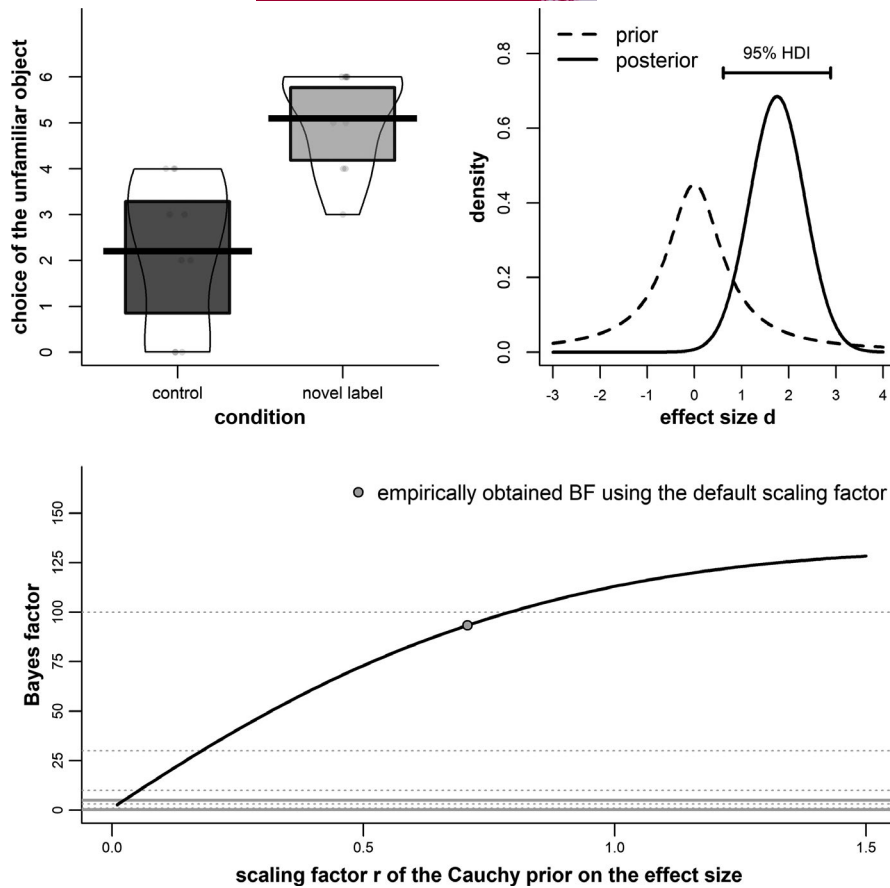 choice of the unfamiliar object
6
5
4
3
2
1
0
control
novel label
condition
prior
posterior
95% HDI
density
0.8
0.6
0.4
0.2
0.0
-3 -2 -1 0 1 2 3 4
effect size d
empirically obtained BF using the default scaling factor
Bayes factor
150
125
100
75
50
25
0
0.0 0.5 1.0 1.5
scaling factor r of the Cauchy prior on the effect size